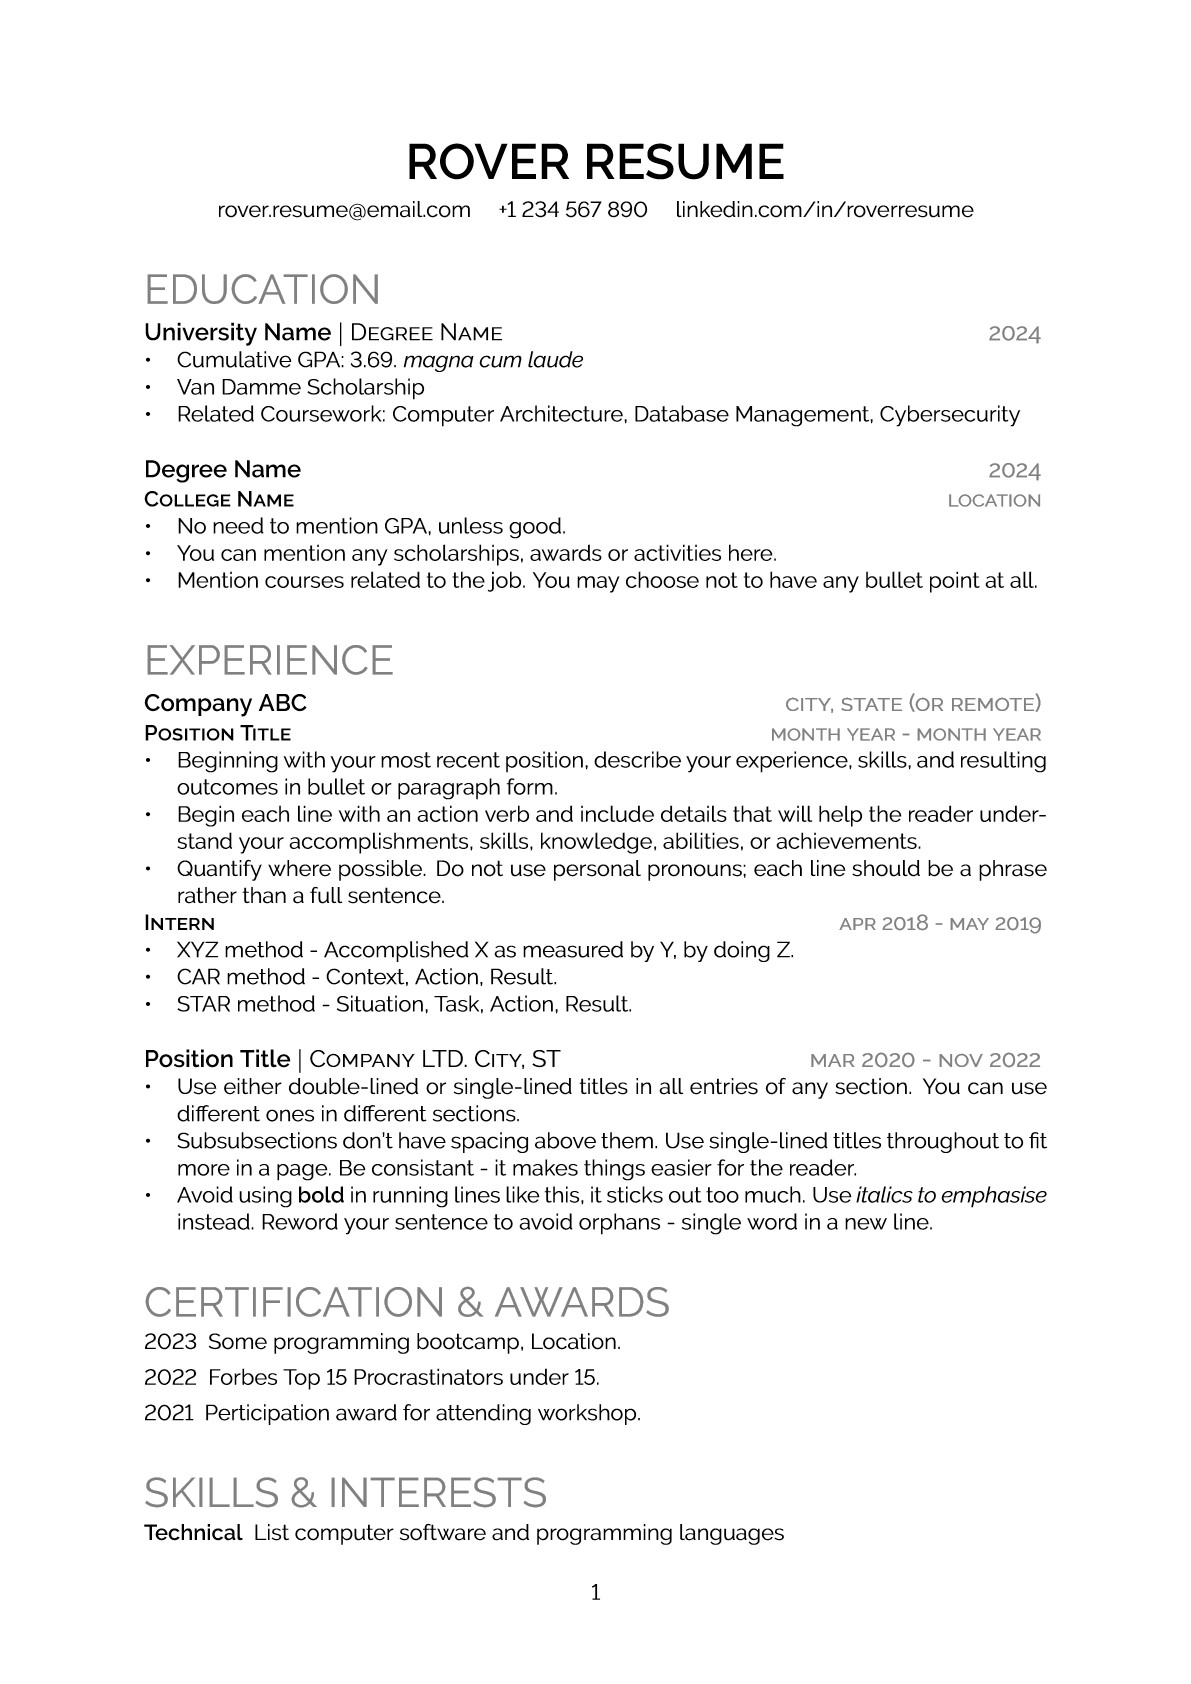 ROVER RESUME
rover.resume@email.com +1 234 567 890 linkedin.com/in/roverresume
EDUCATION
University Name | Degree Name 2024
• Cumulative GPA: 3.69. magna cum laude
• Van Damme Scholarship
• Related Coursework: Computer Architecture, Database Management, Cybersecurity
Degree Name 2024
College Name location
• No need to mention GPA, unless good.
• You can mention any scholarships, awards or activities here.
• Mention courses related to the job. You may choose not to have any bullet point at all.
EXPERIENCE
Company ABC city, state (or remote)
Position Title month year - month year
• Beginning with your most recent position, describe your experience, skills, and resulting
outcomes in bullet or paragraph form.
• Begin each line with an action verb and include details that will help the reader under-
stand your accomplishments, skills, knowledge, abilities, or achievements.
• Quantify where possible. Do not use personal pronouns; each line should be a phrase
rather than a full sentence.
Intern apr 2018 - may 2019
• XYZ method - Accomplished X as measured by Y, by doing Z.
• CAR method - Context, Action, Result.
• STAR method - Situation, Task, Action, Result.
Position Title | Company LTD. City, ST mar 2020 - nov 2022
• Use either double-lined or single-lined titles in all entries of any section. You can use
different ones in different sections.
• Subsubsections don't have spacing above them. Use single-lined titles throughout to fit
more in a page. Be consistant - it makes things easier for the reader.
• Avoid using bold in running lines like this, it sticks out too much. Use italics to emphasise
instead. Reword your sentence to avoid orphans - single word in a new line.
CERTIFICATION & AWARDS
2023 Some programming bootcamp, Location.
2022 Forbes Top 15 Procrastinators under 15.
2021 Perticipation award for attending workshop.
SKILLS & INTERESTS
Technical List computer software and programming languages
1